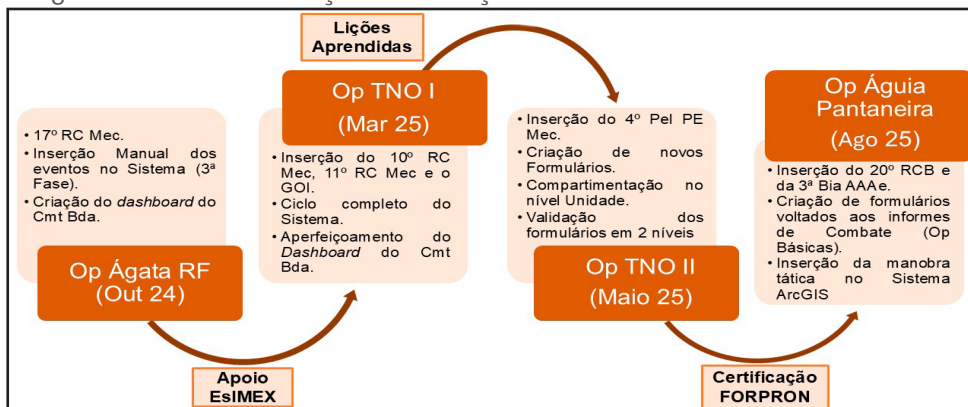 Lições
Aprendidas
Op TNO I
(Mar 25)
Op Águia
Pantaneira
(Ago 25)
• 17º RC Mec.
• Inserção Manual dos
eventos no Sistema (3ª
Fase).
• Criação do dashboard do
Cmt Bda.
• Inserção do 10º RC
Mec, 11º RC Mec e o
GOI.
• Ciclo completo do
Sistema.
• Aperfeiçoamento do
Dashboard do Cmt
Bda.
• Inserção do 4º Pel PE
Mec.
• Criação de novos
Formulários.
• Compartimentação no
nível Unidade.
• Validação dos
formulários em 2 níveis
• Inserção do 20º RCB e
da 3ª Bia AAAe.
• Criação de formulários
voltados aos informes
de Combate (Op
Básicas).
• Inserção da manobra
tática no Sistema
ArcGIS
Op Ágata RF
(Out 24)
Op TNO II
(Maio 25)
Apoio
EsIMEX
Certificação
FORPRON